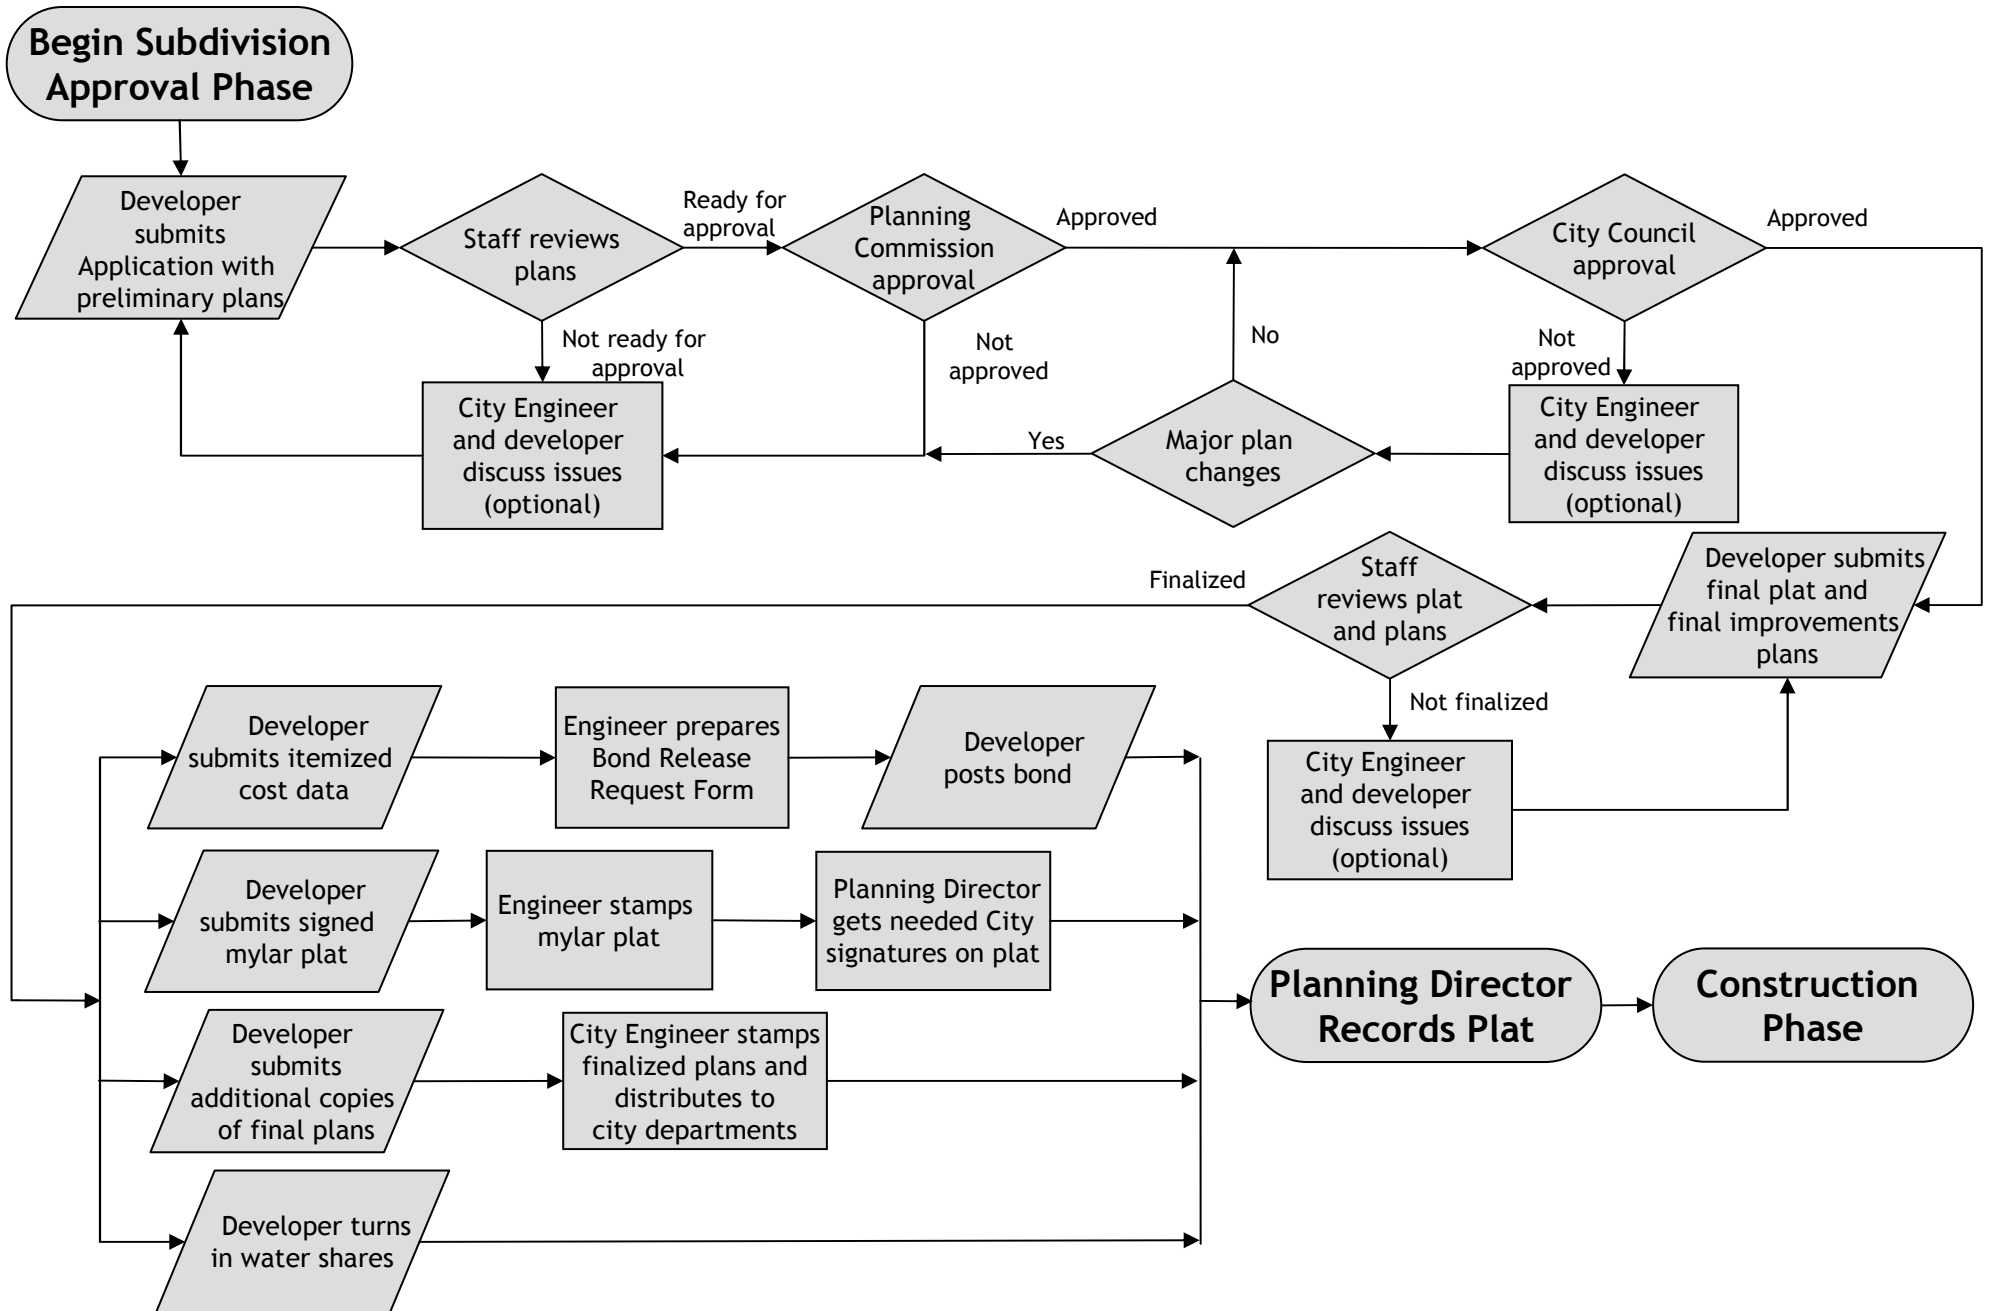 Begin Subdivision
Approval Phase
Developer
submits
Application with
preliminary plans
Staff reviews
plans
Ready for
approval
Planning
Commission
approval
Approved
City Council
approval
Approved
Not ready for
approval
Not
approved
No
Not
approved
City Engineer
and developer
discuss issues
(optional)
Yes
Major plan
changes
City Engineer
and developer
discuss issues
(optional)
Finalized
Staff
reviews plat
and plans
Developer submits
final plat and
final improvements
plans
Not finalized
City Engineer
and developer
discuss issues
(optional)
Developer
submits itemized
cost data
Engineer prepares
Bond Release
Request Form
Developer
posts bond
Developer
submits signed
mylar plat
Engineer stamps
mylar plat
Planning Director
gets needed City
signatures on plat
Developer
submits
additional copies
of final plans
City Engineer stamps
finalized plans and
distributes to
city departments
Planning Director
Records Plat
Construction
Phase
Developer turns
in water shares